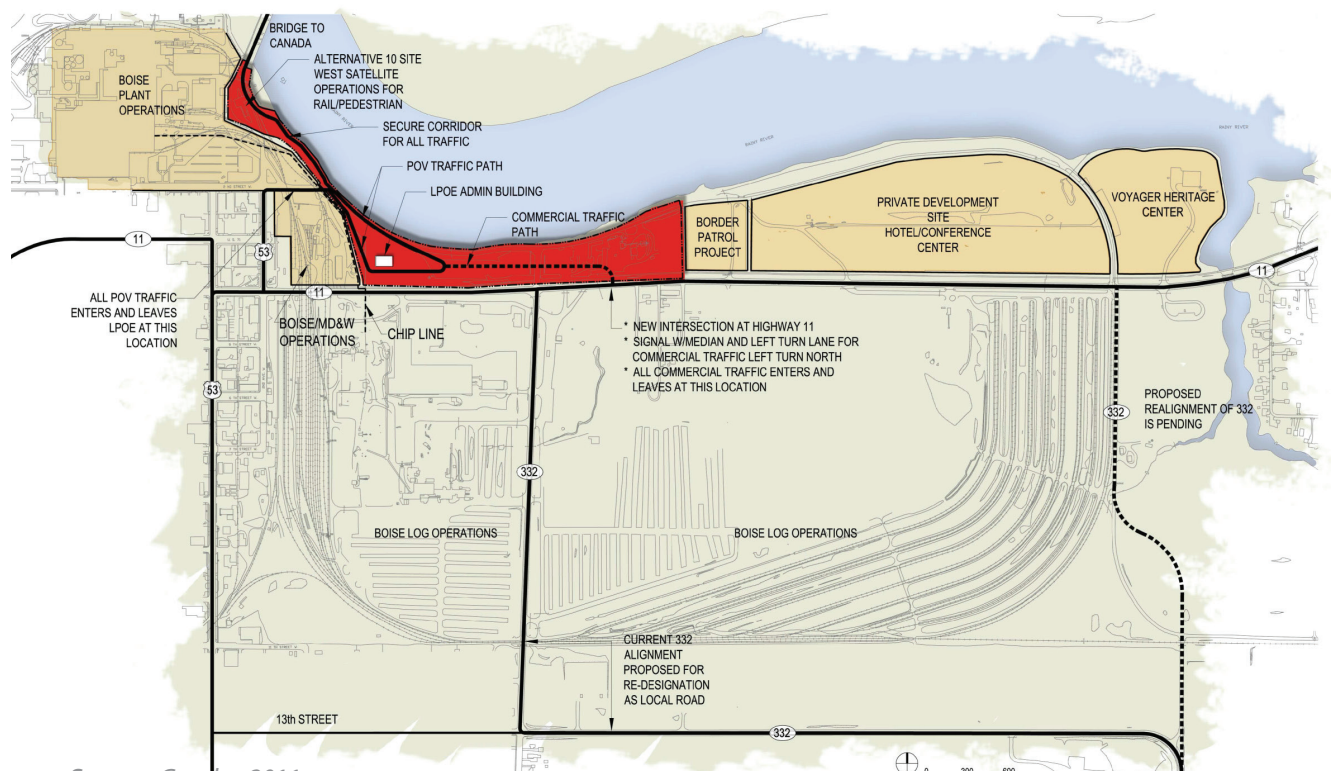 BRIDGE TO
CANADA
ALTERNATIVE 10 SITE
WEST SATELLITE
OPERATIONS FOR
RAIL/PEDESTRIAN
BOISE
PLANT
OPERATIONS
SECURE CORRIDOR
FOR ALL TRAFFIC
RAINY RIVER
RAINY RIVER
RAINY RIVER
POV TRAFFIC PATH
LPOE ADMIN BUILDING
COMMERCIAL TRAFFIC
PATH
BORDER
PATROL
PROJECT
PRIVATE DEVELOPMENT
SITE
HOTEL/CONFERENCE
CENTER
VOYAGER HERITAGE
CENTER
11
53
11
11
ALL POV TRAFFIC
ENTERS AND LEAVES
LPOE AT THIS
LOCATION
BOISE/MD&W
OPERATIONS
CHIP LINE
* NEW INTERSECTION AT HIGHWAY 11
* SIGNAL W/MEDIAN AND LEFT TURN LANE FOR
COMMERCIAL TRAFFIC LEFT TURN NORTH
* ALL COMMERCIAL TRAFFIC ENTERS AND
LEAVES AT THIS LOCATION
53
332
PROPOSED
REALIGNMENT OF 332
IS PENDING
332
BOISE LOG OPERATIONS
BOISE LOG OPERATIONS
CURRENT 332
ALIGNMENT
PROPOSED FOR
RE-DESIGNATION
AS LOCAL ROAD
13th STREET
332